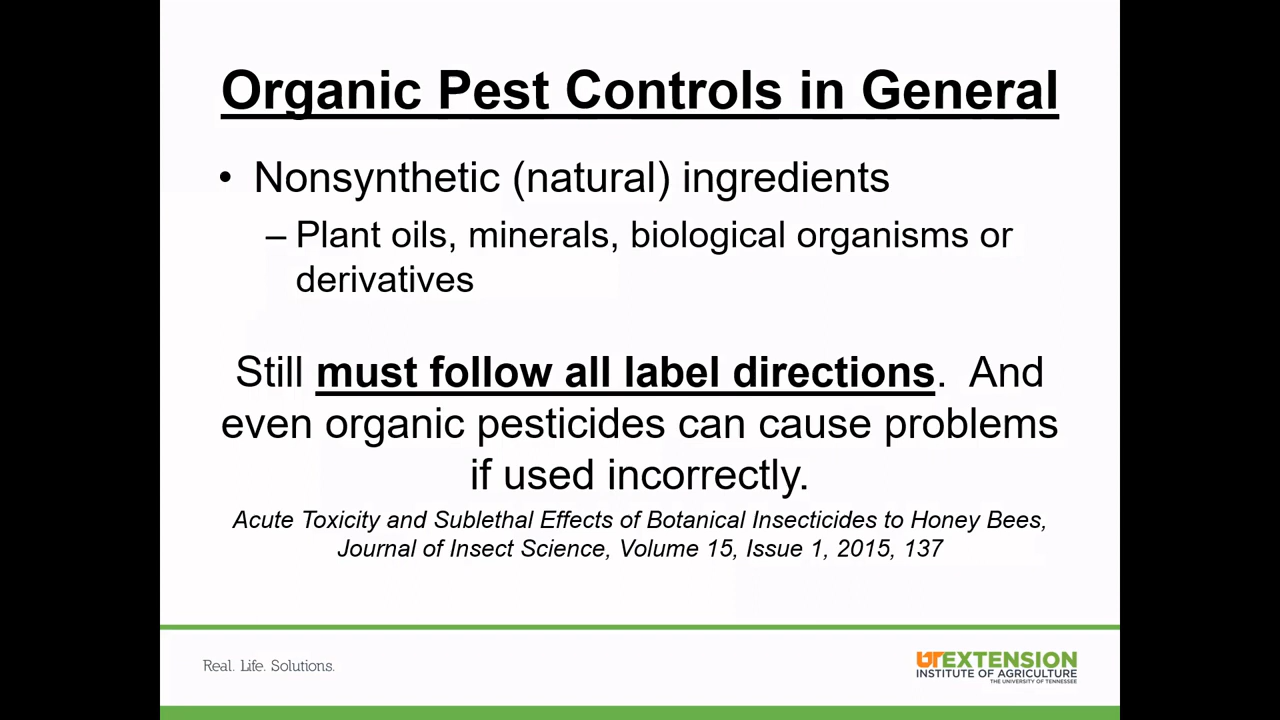 Organic Pest Controls in General
• Nonsynthetic (natural) ingredients
– Plant oils, minerals, biological organisms or
derivatives
Still must follow all label directions.  And
even organic pesticides can cause problems
if used incorrectly.
Acute Toxicity and Sublethal Effects of Botanical Insecticides to Honey Bees,
Journal of Insect Science, Volume 15, Issue 1, 2015, 137
Real. Life. Solutions.
UTEXTENSION
INSTITUTE OF AGRICULTURE
THE UNIVERSITY OF TENNESSEE